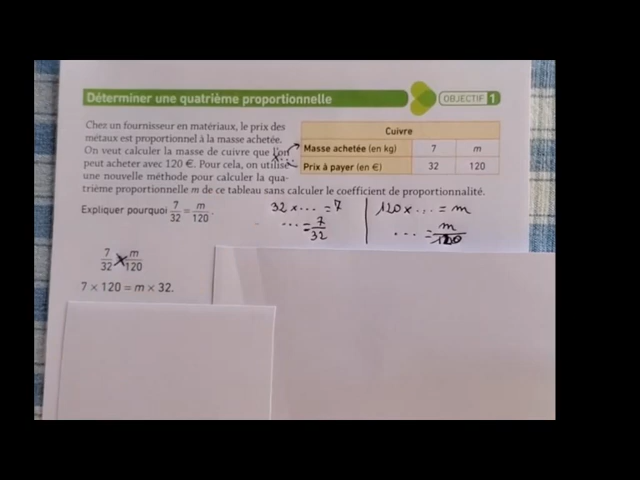 Déterminer une quatrième proportionnelle
OBJECTIF 1
Chez un fournisseur en matériaux, le prix des
métaux est proportionnel à la masse achetée.
On veut calculer la masse de cuivre que l'on
peut acheter avec 120 €. Pour cela, on utilise
une nouvelle méthode pour calculer la qua-
trième proportionnelle m de ce tableau sans calculer le coefficient de proportionnalité.
Cuivre
Masse achetée (en kg) 7 m
Prix à payer (en €) 32 120
x...
Expliquer pourquoi 7/32 = m/120.
32 x ... = 7
... = 7/32
120 x ... = m
... = m/120
7/32 x m/120
7 × 120 = m × 32.